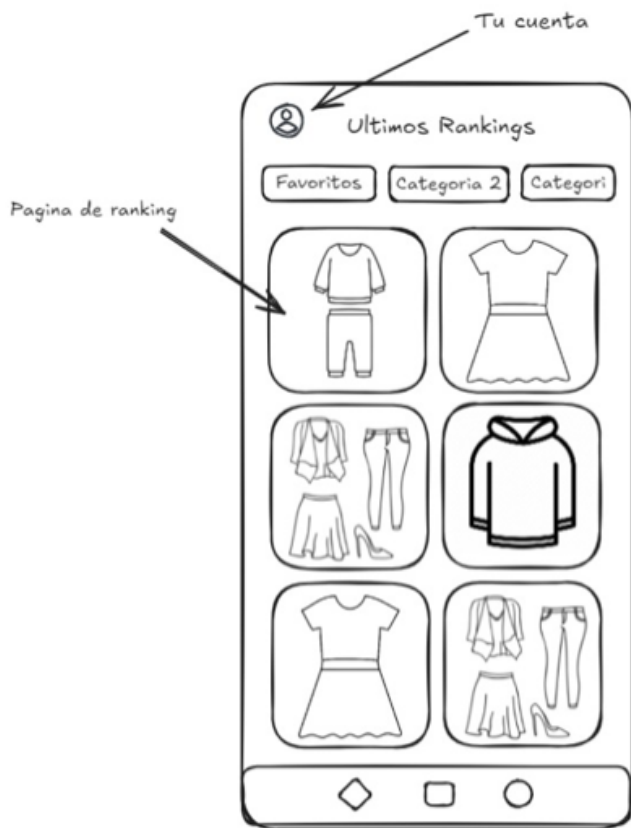 Tu cuenta
Ultimos Rankings
Favoritos
Categoria 2
Categori
Pagina de ranking